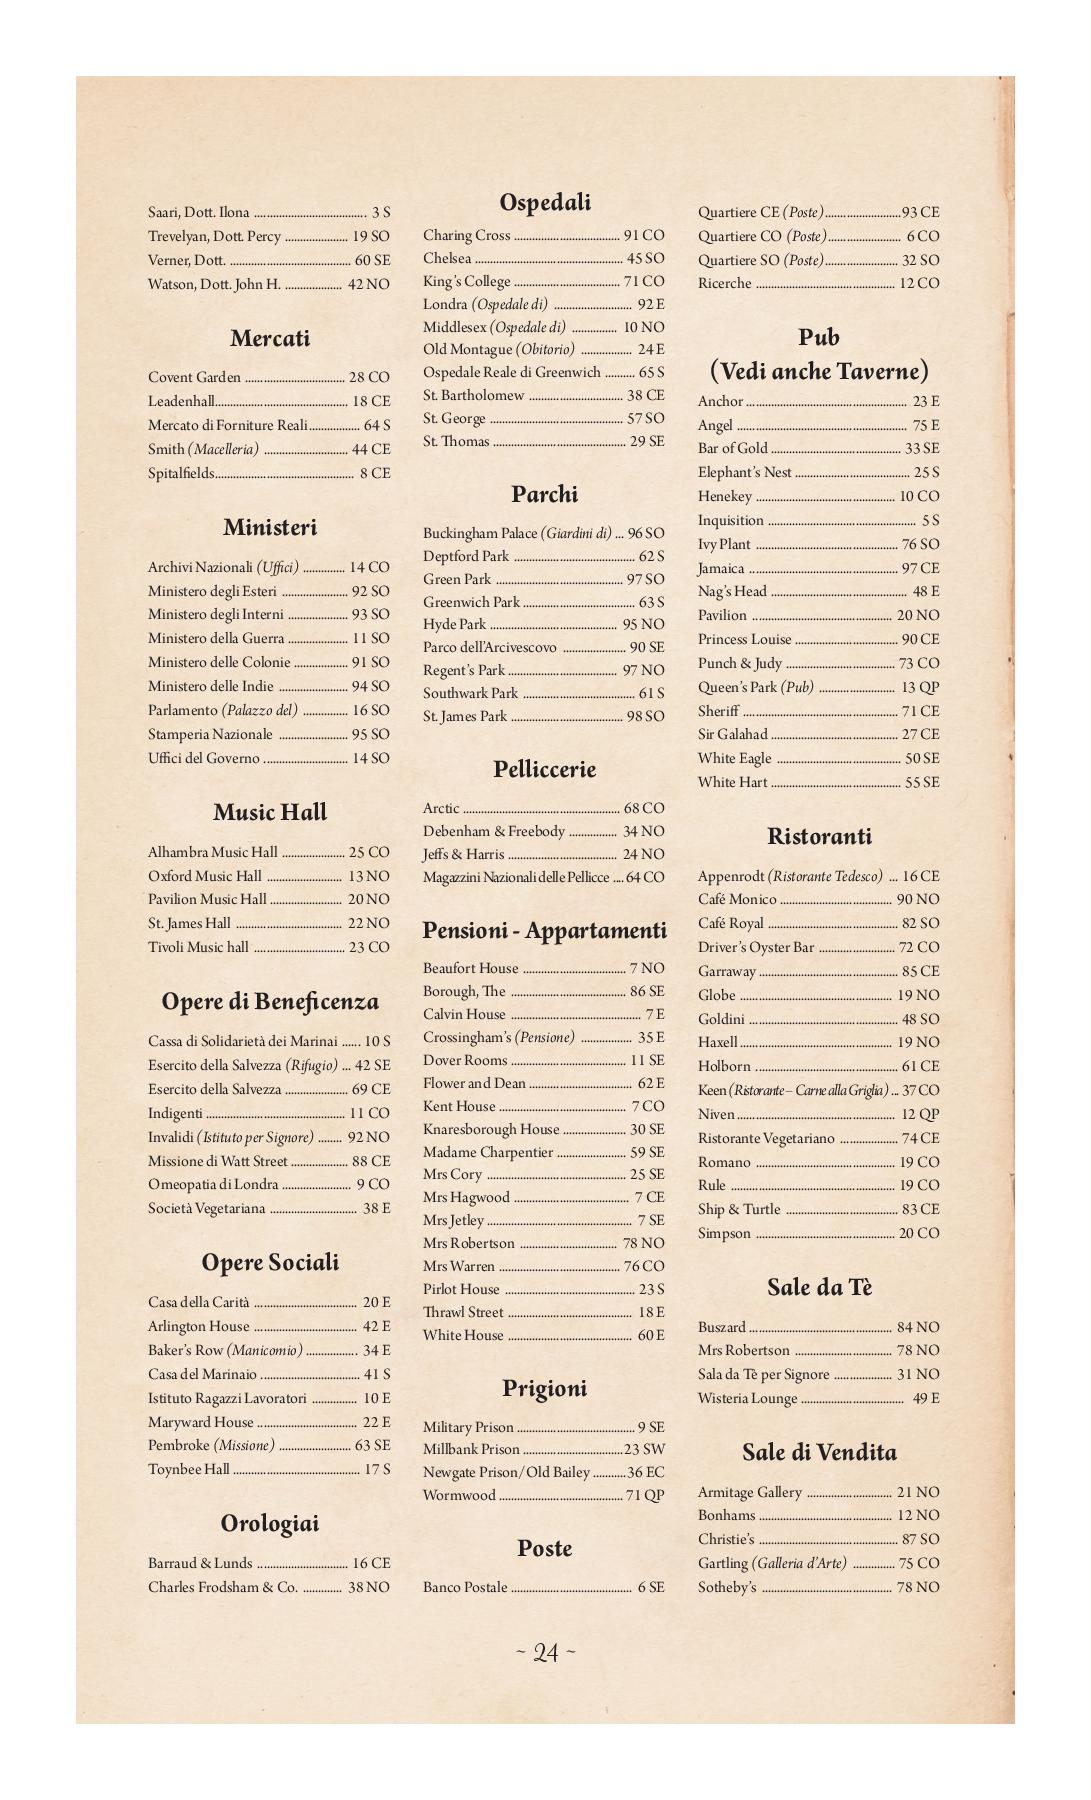 Saari, Dott. Ilona .................................... 3 S
Trevelyan, Dott. Percy .................... 19 SO
Verner, Dott. ...................................... 60 SE
Watson, Dott. John H. .................. 42 NO
Mercati
Covent Garden ................................ 28 CO
Leadenhall.......................................... 18 CE
Mercato di Forniture Reali................ 64 S
Smith (Macelleria) ........................... 44 CE
Spitalfields............................................ 8 CE
Ministeri
Archivi Nazionali (Uffici) ............. 14 CO
Ministero degli Esteri ..................... 92 SO
Ministero degli Interni .................... 93 SO
Ministero della Guerra ................... 11 SO
Ministero delle Colonie ................. 91 SO
Ministero delle Indie ...................... 94 SO
Parlamento (Palazzo del) .............. 16 SO
Stamperia Nazionale ...................... 95 SO
Uffici del Governo ........................... 14 SO
Music Hall
Alhambra Music Hall .................... 25 CO
Oxford Music Hall ........................ 13 NO
Pavilion Music Hall ....................... 20 NO
St. James Hall .................................. 22 NO
Tivoli Music hall ............................. 23 CO
Opere di Beneficenza
Cassa di Solidarietà dei Marinai ...... 10 S
Esercito della Salvezza (Rifugio) ... 42 SE
Esercito della Salvezza .................... 69 CE
Indigenti ............................................ 11 CO
Invalidi (Istituto per Signore) ........ 92 NO
Missione di Watt Street .................. 88 CE
Omeopatia di Londra ...................... 9 CO
Società Vegetariana ............................ 38 E
Opere Sociali
Casa della Carità ................................. 20 E
Arlington House ................................. 42 E
Baker's Row (Manicomio) ................. 34 E
Casa del Marinaio ................................ 41 S
Istituto Ragazzi Lavoratori .............. 10 E
Maryward House ................................ 22 E
Pembroke (Missione) ....................... 63 SE
Toynbee Hall ........................................ 17 S
Orologiai
Barraud & Lunds ............................. 16 CE
Charles Frodsham & Co. ............. 38 NO
Ospedali
Charing Cross .................................. 91 CO
Chelsea .............................................. 45 SO
King's College .................................. 71 CO
Londra (Ospedale di) ......................... 92 E
Middlesex (Ospedale di) .............. 10 NO
Old Montague (Obitorio) ................. 24 E
Ospedale Reale di Greenwich .......... 65 S
St. Bartholomew .............................. 38 CE
St. George ........................................... 57 SO
St. Thomas .......................................... 29 SE
Parchi
Buckingham Palace (Giardini di) ... 96 SO
Deptford Park ...................................... 62 S
Green Park ........................................ 97 SO
Greenwich Park .................................... 63 S
Hyde Park ......................................... 95 NO
Parco dell'Arcivescovo .................... 90 SE
Regent's Park ................................... 97 NO
Southwark Park .................................... 61 S
St. James Park .................................... 98 SO
Pelliccerie
Arctic .................................................. 68 CO
Debenham & Freebody ............... 34 NO
Jeffs & Harris ................................... 24 NO
Magazzini Nazionali delle Pellicce .... 64 CO
Pensioni - Appartamenti
Beaufort House ................................. 7 NO
Borough, The ..................................... 86 SE
Calvin House ......................................... 7 E
Crossingham's (Pensione) ................. 35 E
Dover Rooms ..................................... 11 SE
Flower and Dean ................................. 62 E
Kent House ........................................ 7 CO
Knaresborough House .................... 30 SE
Madame Charpentier ...................... 59 SE
Mrs Cory ............................................. 25 SE
Mrs Hagwood ..................................... 7 CE
Mrs Jetley .............................................. 7 SE
Mrs Robertson ............................... 78 NO
Mrs Warren ....................................... 76 CO
Pirlot House ......................................... 23 S
Thrawl Street ........................................ 18 E
White House ........................................ 60 E
Prigioni
Military Prison ...................................... 9 SE
Millbank Prison .................................23 SW
Newgate Prison/Old Bailey ...........36 EC
Wormwood ........................................ 71 QP
Poste
Banco Postale ....................................... 6 SE
Quartiere CE (Poste)........................93 CE
Quartiere CO (Poste)........................ 6 CO
Quartiere SO (Poste)........................ 32 SO
Ricerche ............................................. 12 CO
Pub
(Vedi anche Taverne)
Anchor ................................................... 23 E
Angel ...................................................... 75 E
Bar of Gold ........................................... 33 SE
Elephant's Nest ..................................... 25 S
Henekey ............................................. 10 CO
Inquisition ............................................... 5 S
Ivy Plant ............................................. 76 SO
Jamaica ................................................ 97 CE
Nag's Head ............................................ 48 E
Pavilion ............................................. 20 NO
Princess Louise .................................. 90 CE
Punch & Judy .................................... 73 CO
Queen's Park (Pub) ........................ 13 QP
Sheriff .................................................. 71 CE
Sir Galahad .......................................... 27 CE
White Eagle ........................................ 50 SE
White Hart .......................................... 55 SE
Ristoranti
Appenrodt (Ristorante Tedesco) ... 16 CE
Café Monico ...................................... 90 NO
Café Royal ........................................... 82 SO
Driver's Oyster Bar ......................... 72 CO
Garraway ............................................. 85 CE
Globe ................................................. 19 NO
Goldini ................................................ 48 SO
Haxell ................................................. 19 NO
Holborn .............................................. 61 CE
Keen (Ristorante – Carne alla Griglia) ... 37 CO
Niven .................................................. 12 QP
Ristorante Vegetariano ................... 74 CE
Romano .............................................. 19 CO
Rule ..................................................... 19 CO
Ship & Turtle .................................... 83 CE
Simpson ............................................. 20 CO
Sale da Tè
Buszard .............................................. 84 NO
Mrs Robertson ............................... 78 NO
Sala da Tè per Signore ................... 31 NO
Wisteria Lounge ................................. 49 E
Sale di Vendita
Armitage Gallery ........................... 21 NO
Bonhams ........................................... 12 NO
Christie's ............................................. 87 SO
Gartling (Galleria d'Arte) ............. 75 CO
Sotheby's .......................................... 78 NO
~ 24 ~